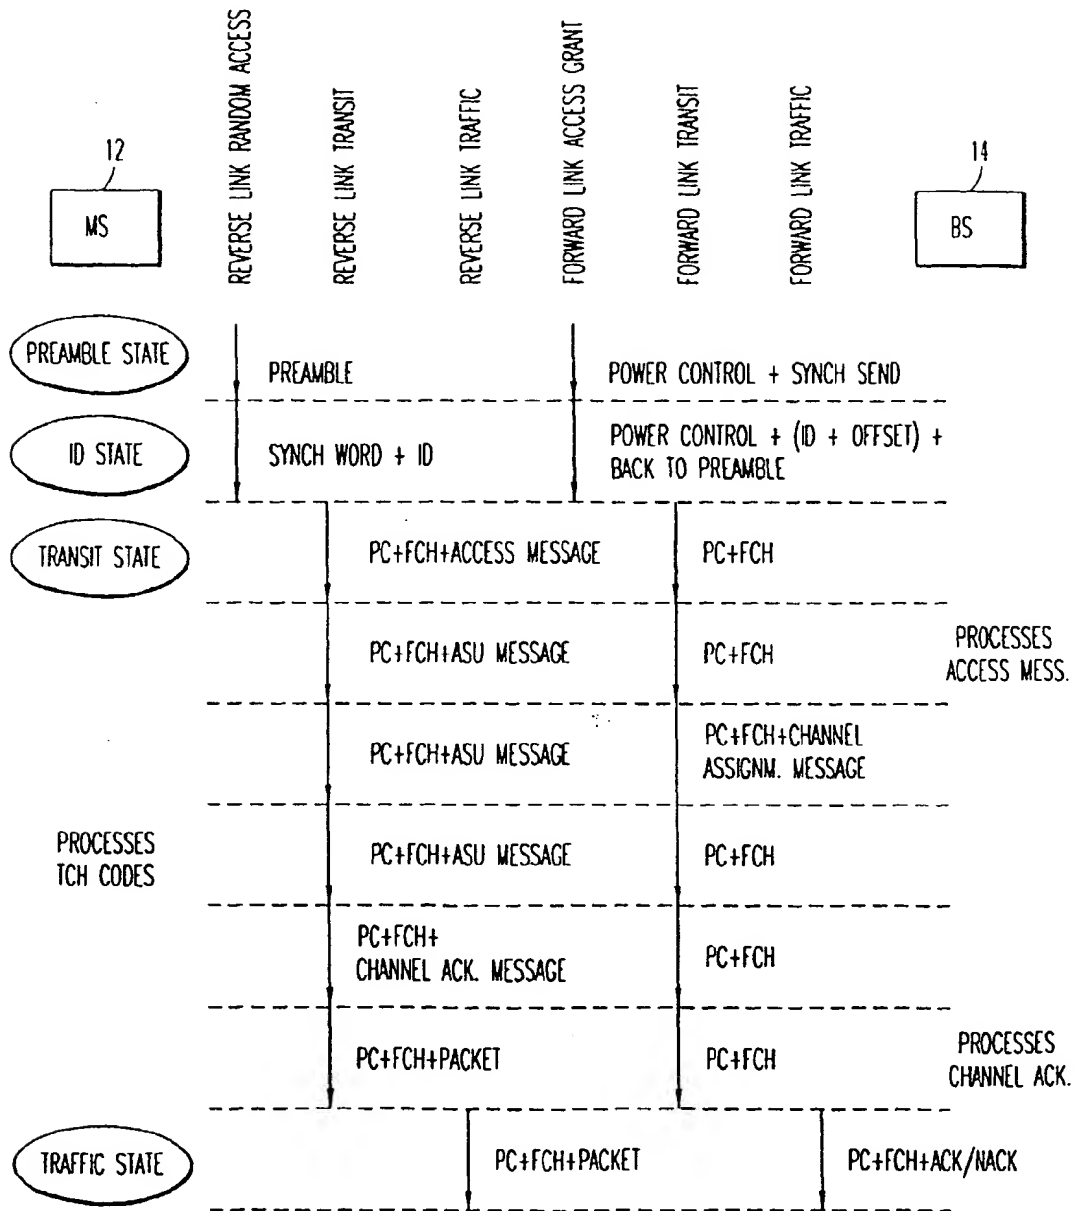 12
MS
REVERSE LINK RANDOM ACCESS
REVERSE LINK TRANSIT
REVERSE LINK TRAFFIC
FORWARD LINK ACCESS GRANT
FORWARD LINK TRANSIT
FORWARD LINK TRAFFIC
14
BS
PREAMBLE STATE
PREAMBLE
POWER CONTROL + SYNCH SEND
ID STATE
SYNCH WORD + ID
POWER CONTROL + (ID + OFFSET) +
BACK TO PREAMBLE
TRANSIT STATE
PC+FCH+ACCESS MESSAGE
PC+FCH
PC+FCH+ASU MESSAGE
PC+FCH
PROCESSES
ACCESS MESS.
PC+FCH+ASU MESSAGE
PC+FCH+CHANNEL
ASSIGNM. MESSAGE
PROCESSES
TCH CODES
PC+FCH+ASU MESSAGE
PC+FCH
PC+FCH+
CHANNEL ACK. MESSAGE
PC+FCH
PC+FCH+PACKET
PC+FCH
PROCESSES
CHANNEL ACK.
TRAFFIC STATE
PC+FCH+PACKET
PC+FCH+ACK/NACK